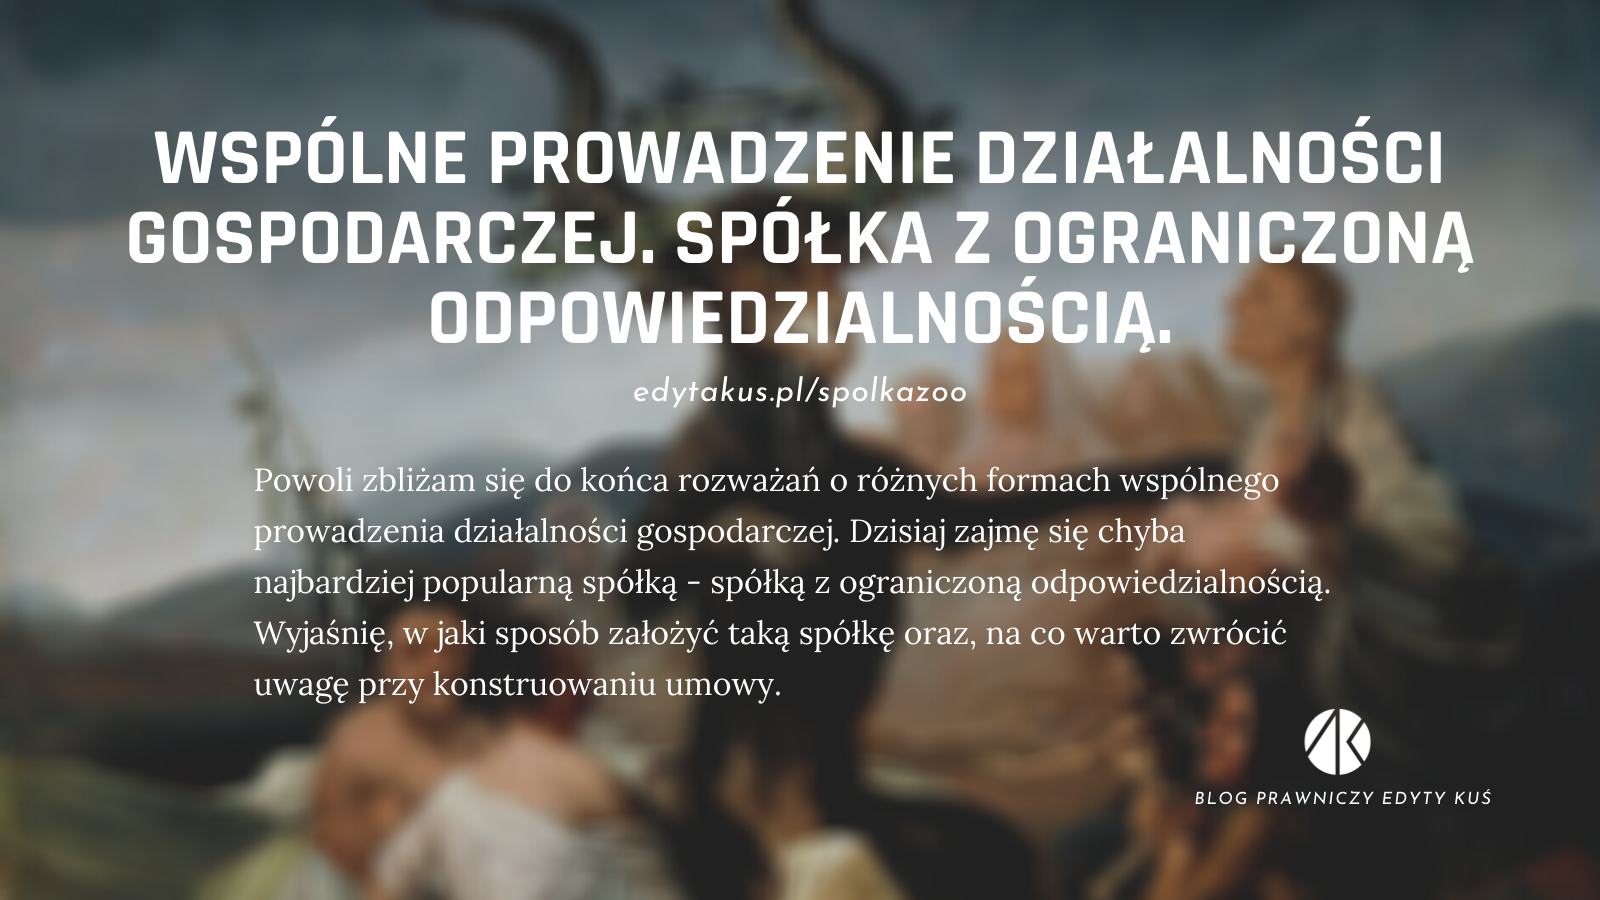 WSPÓLNE PROWADZENIE DZIAŁALNOŚCI
GOSPODARCZEJ. SPÓŁKA Z OGRANICZONĄ
ODPOWIEDZIALNOŚCIĄ.
edytakus.pl/spolkazoo
Powoli zbliżam się do końca rozważań o różnych formach wspólnego
prowadzenia działalności gospodarczej. Dzisiaj zajmę się chyba
najbardziej popularną spółką - spółką z ograniczoną odpowiedzialnością.
Wyjaśnię, w jaki sposób założyć taką spółkę oraz, na co warto zwrócić
uwagę przy konstruowaniu umowy.
BLOG PRAWNICZY EDYTY KUŚ